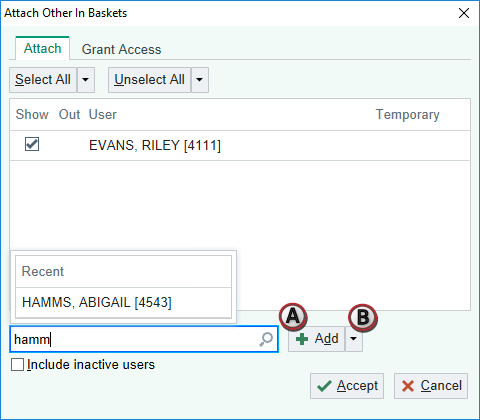 Attach Other In Baskets
Attach Grant Access
Select All Unselect All
Show Out User Temporary
EVANS, RILEY [4111]
Recent
HAMMS, ABIGAIL [4543]
A B
hamm Add
Include inactive users
Accept Cancel